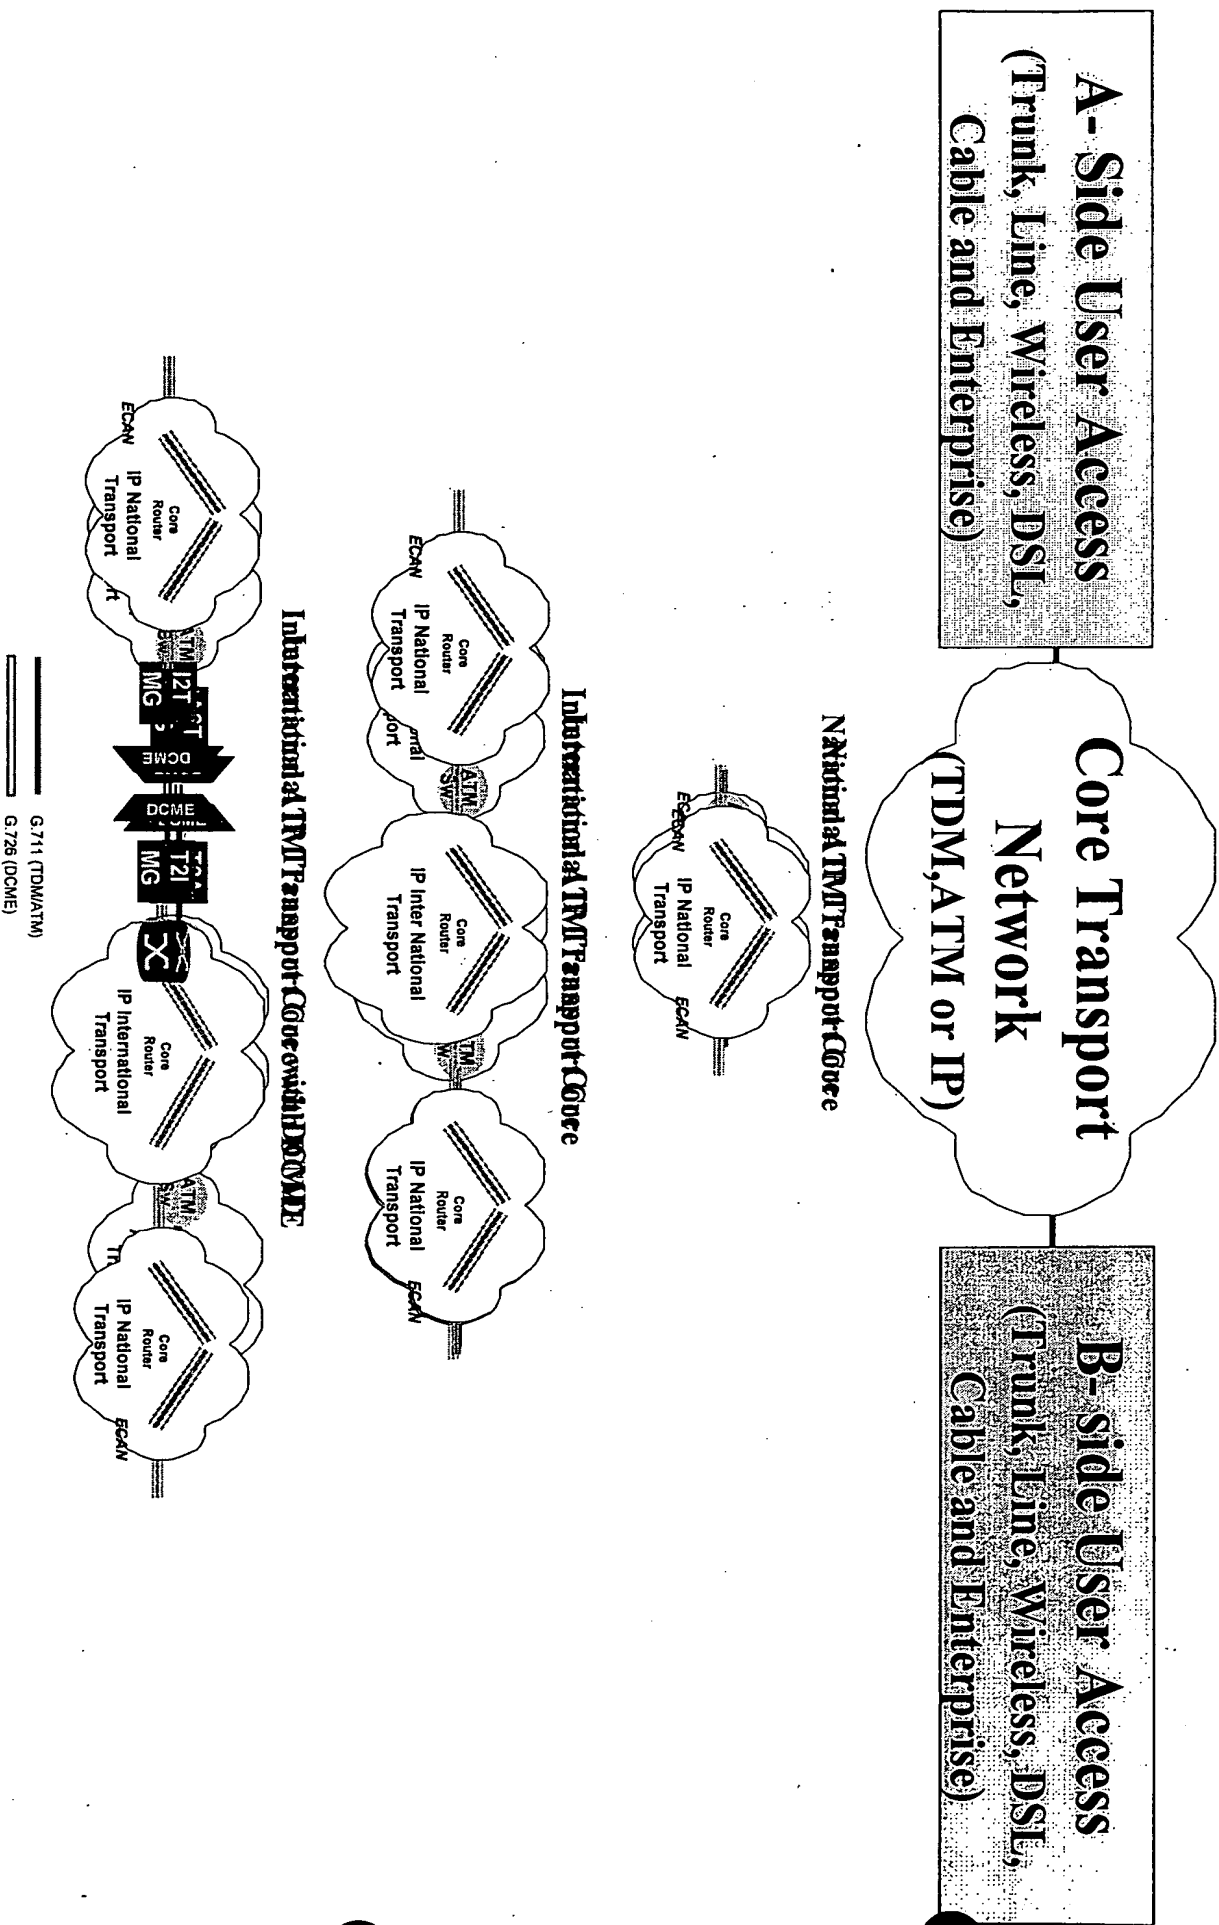 A- Side User Access
(Trunk, Line, Wireless, DSL,
Cable and Enterprise)
Core Transport
Network
(TDM,ATM or IP)
B- side User Access
(Trunk, Line, Wireless, DSL,
Cable and Enterprise)
ECAN
Core
Router
IP National
Transport
ECAN
ECAN
Core
Router
IP National
Transport
ATM
SW
Core
Router
IP Inter National
Transport
TM
SW
Core
Router
IP National
Transport
ECAN
ECAN
Core
Router
IP National
Transport
ATM
SW
I2T
MG
DCME
DCME
T2I
MG
Core
Router
IP International
Transport
ATM
SW
Core
Router
IP National
Transport
ECAN
G.711 (TDM/ATM)
G.726 (DCME)